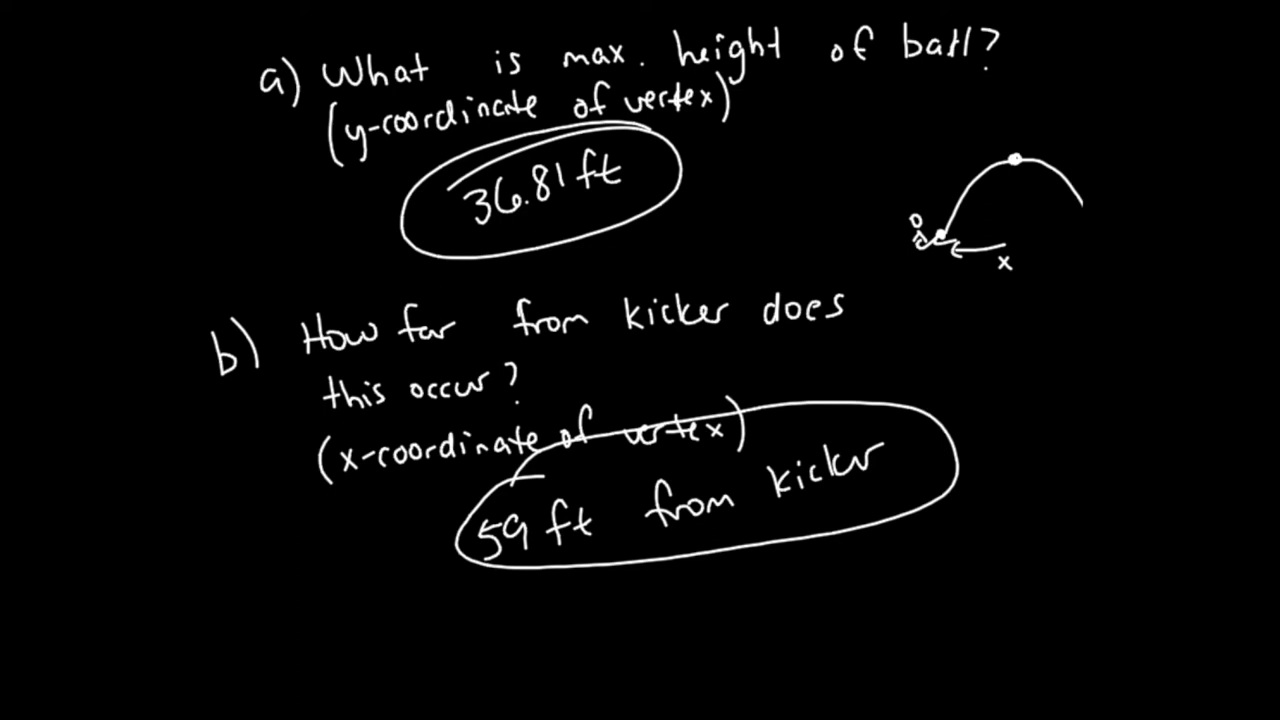 a) What is max. height of ball?
(y-coordinate of vertex)
36.81 ft
x
b) How far from kicker does
this occur?
(x-coordinate of vertex)
59 ft from kicker